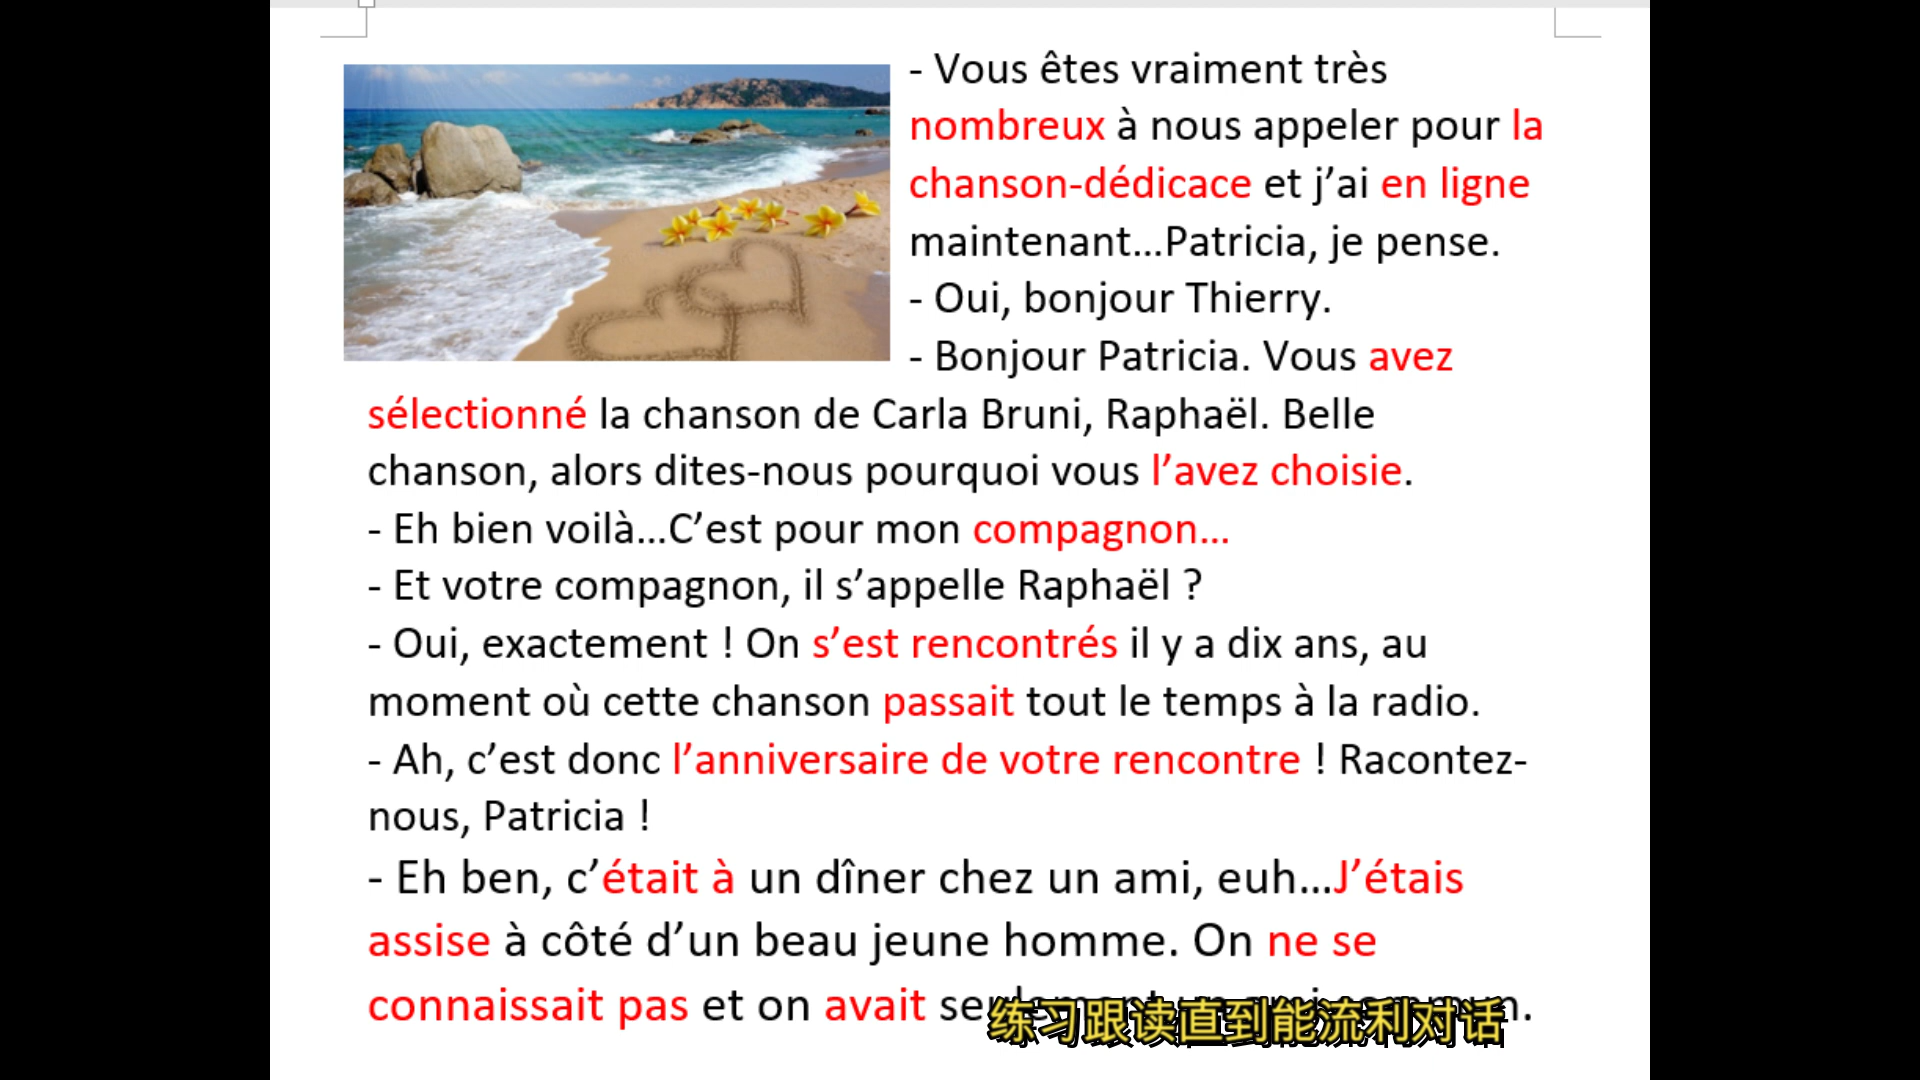 - Vous êtes vraiment très
nombreux à nous appeler pour la
chanson-dédicace et j’ai en ligne
maintenant…Patricia, je pense.
- Oui, bonjour Thierry.
- Bonjour Patricia. Vous avez
sélectionné la chanson de Carla Bruni, Raphaël. Belle
chanson, alors dites-nous pourquoi vous l’avez choisie.
- Eh bien voilà…C’est pour mon compagnon…
- Et votre compagnon, il s’appelle Raphaël ?
- Oui, exactement ! On s’est rencontrés il y a dix ans, au
moment où cette chanson passait tout le temps à la radio.
- Ah, c’est donc l’anniversaire de votre rencontre ! Racontez-
nous, Patricia !
- Eh ben, c’était à un dîner chez un ami, euh…J’étais
assise à côté d’un beau jeune homme. On ne se
connaissait pas et on avait
练习跟读直到能流利对话